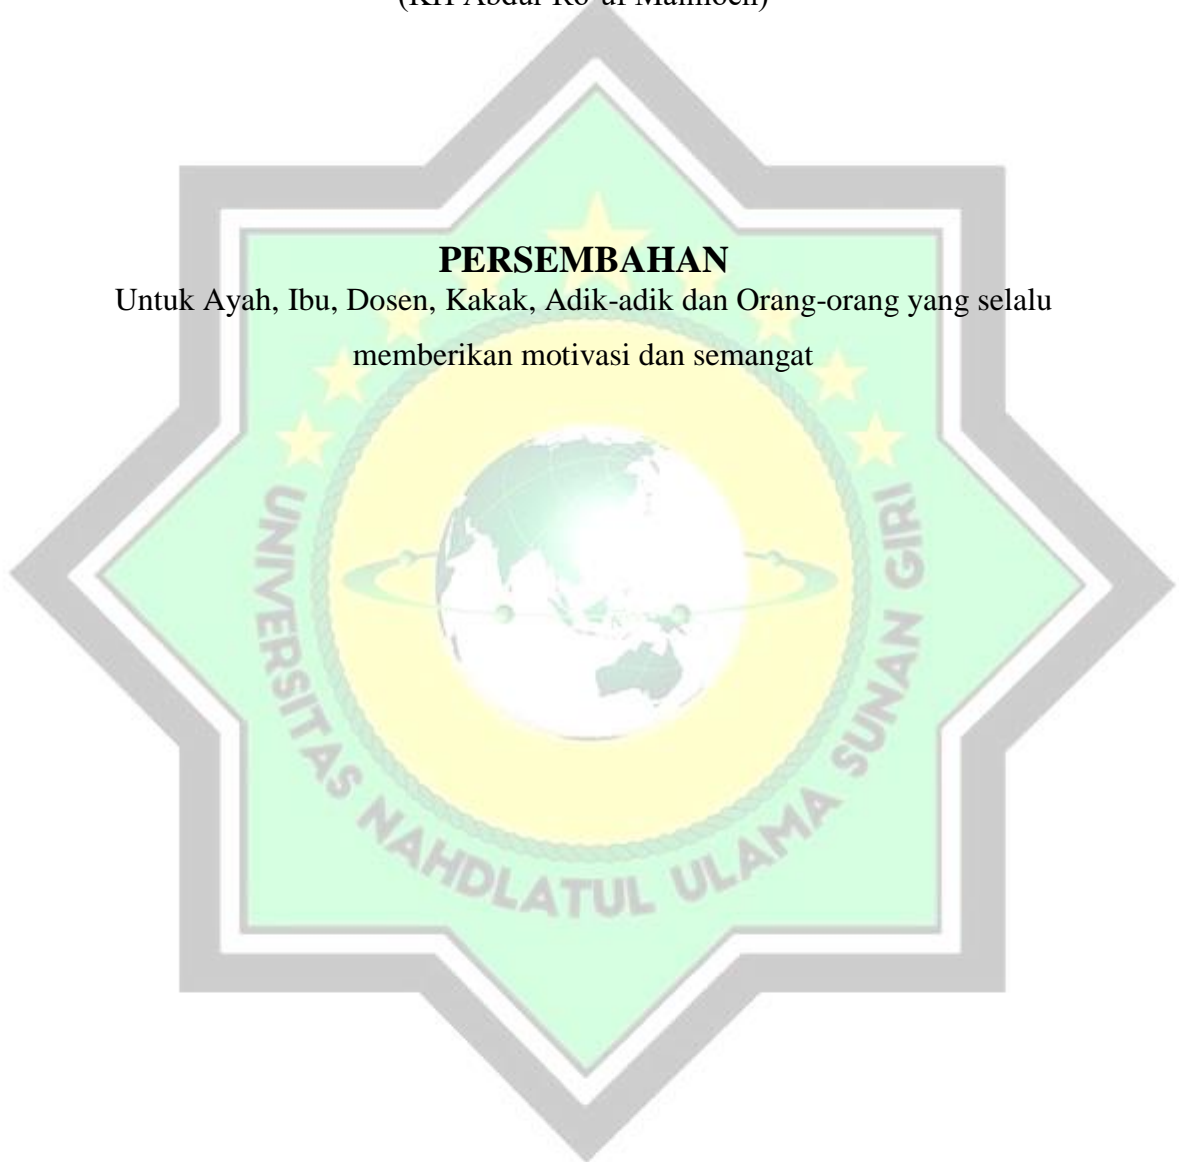 PERSEMBAHAN
Untuk Ayah, Ibu, Dosen, Kakak, Adik-adik dan Orang-orang yang selalu
memberikan motivasi dan semangat
UNIVERSITAS NAHDLATUL ULAMA SUNAN GIRI